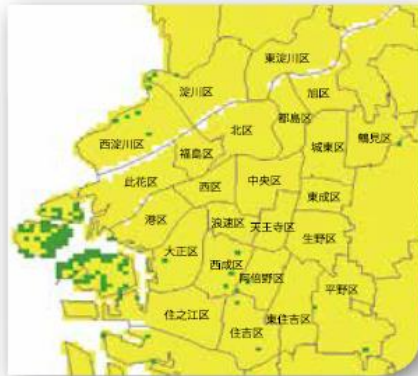 東淀川区
淀川区
旭区
西淀川区
北区
都島区
城東区
鶴見区
福島区
此花区
西区
中央区
東成区
港区
浪速区
天王寺区
生野区
大正区
西成区
阿倍野区
平野区
住之江区
住吉区
東住吉区